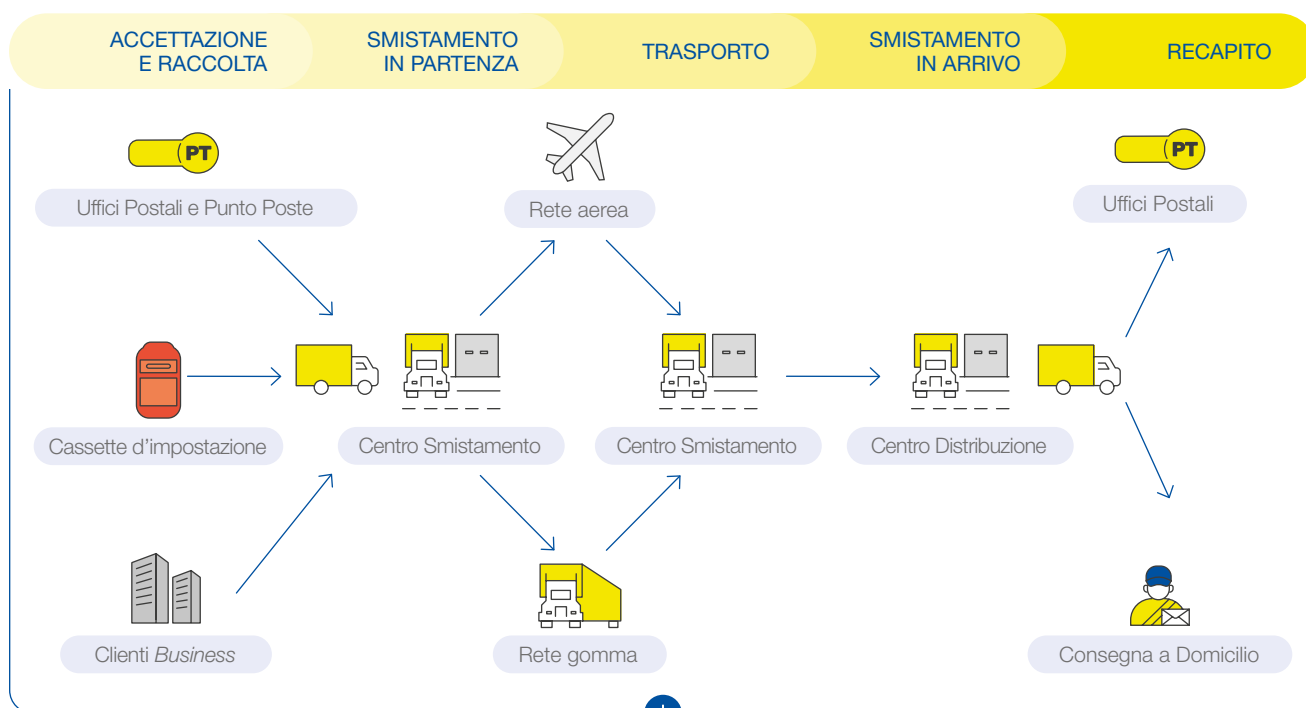 ACCETTAZIONE
E RACCOLTA
SMISTAMENTO
IN PARTENZA
TRASPORTO
SMISTAMENTO
IN ARRIVO
RECAPITO
PT
Uffici Postali e Punto Poste
Rete aerea
PT
Uffici Postali
Cassette d'impostazione
Centro Smistamento
Centro Smistamento
Centro Distribuzione
Clienti Business
Rete gomma
Consegna a Domicilio